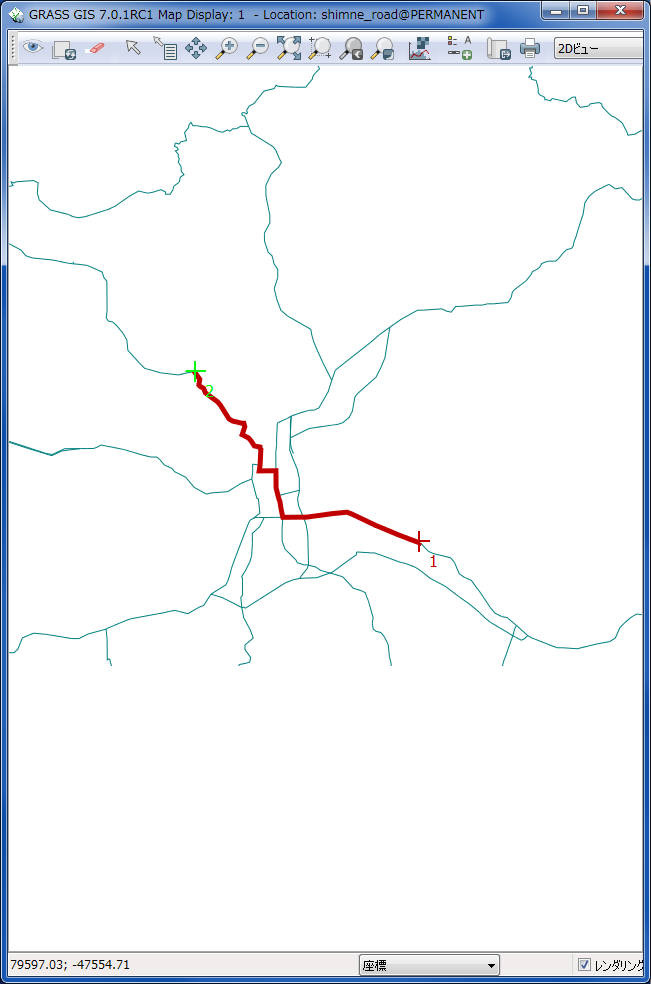 GRASS GIS 7.0.1RC1 Map Display: 1 - Location: shimne_road@PERMANENT
2Dビュー
2
1
79597.03; -47554.71
座標
レンダリング